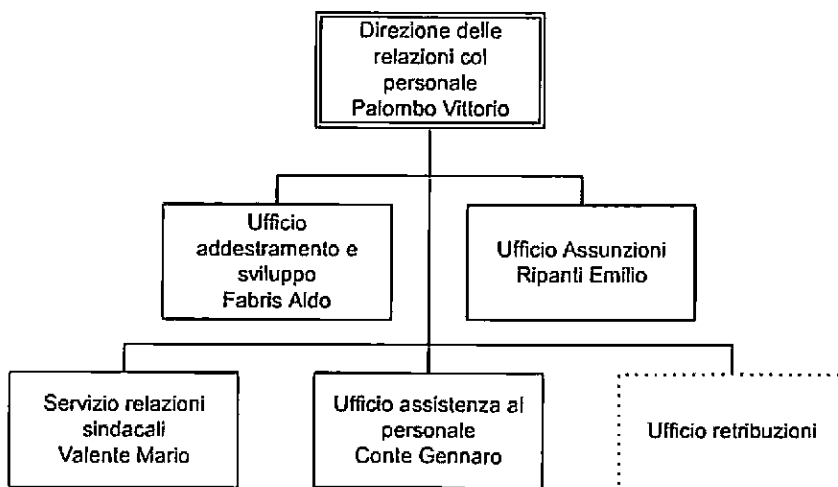 Direzione delle
relazioni col
personale
Palombo Vittorio
Ufficio
addestramento e
sviluppo
Fabris Aldo
Ufficio Assunzioni
Ripanti Emilio
Servizio relazioni
sindacali
Valente Mario
Ufficio assistenza al
personale
Conte Gennaro
Ufficio retribuzioni